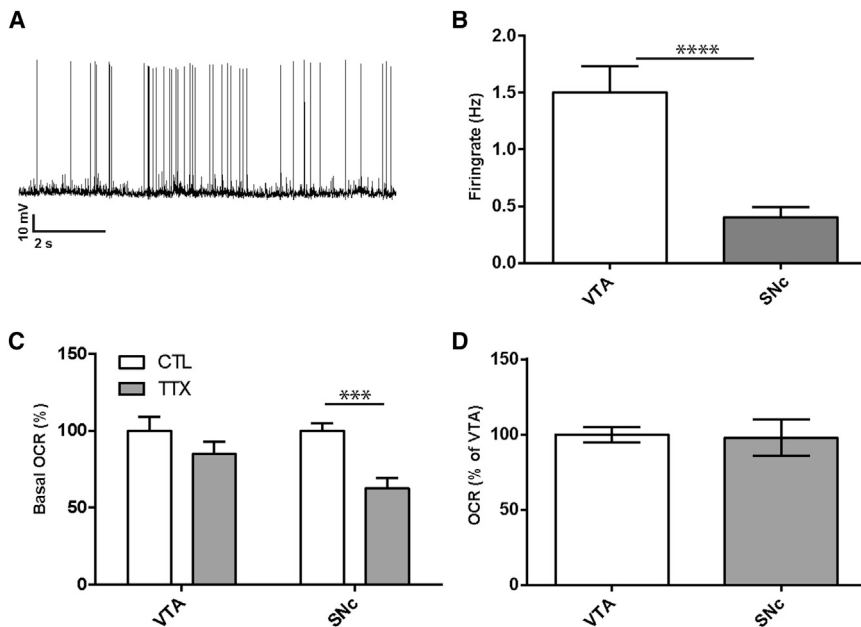 A
10 mV
2 s
B
Firingrate (Hz)
2.0
1.5
1.0
0.5
0.0
****
VTA
SNc
C
Basal OCR (%)
150
100
50
0
CTL
TTX
***
VTA
SNc
D
OCR (% of VTA)
150
100
50
0
VTA
SNc